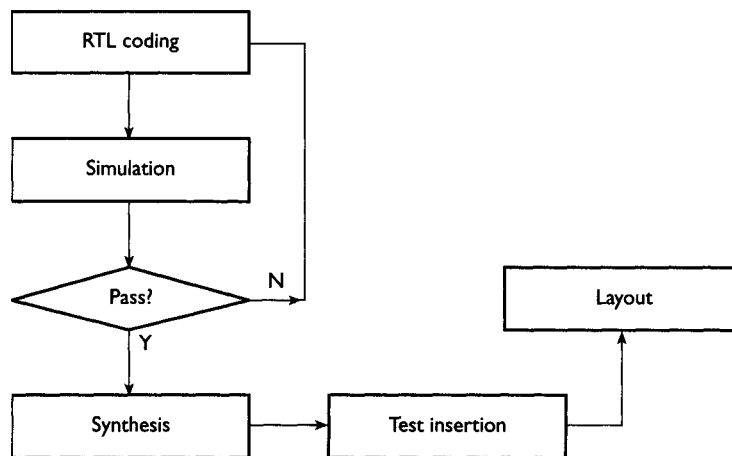 RTL coding
Simulation
Pass?
N
Y
Layout
Synthesis
Test insertion